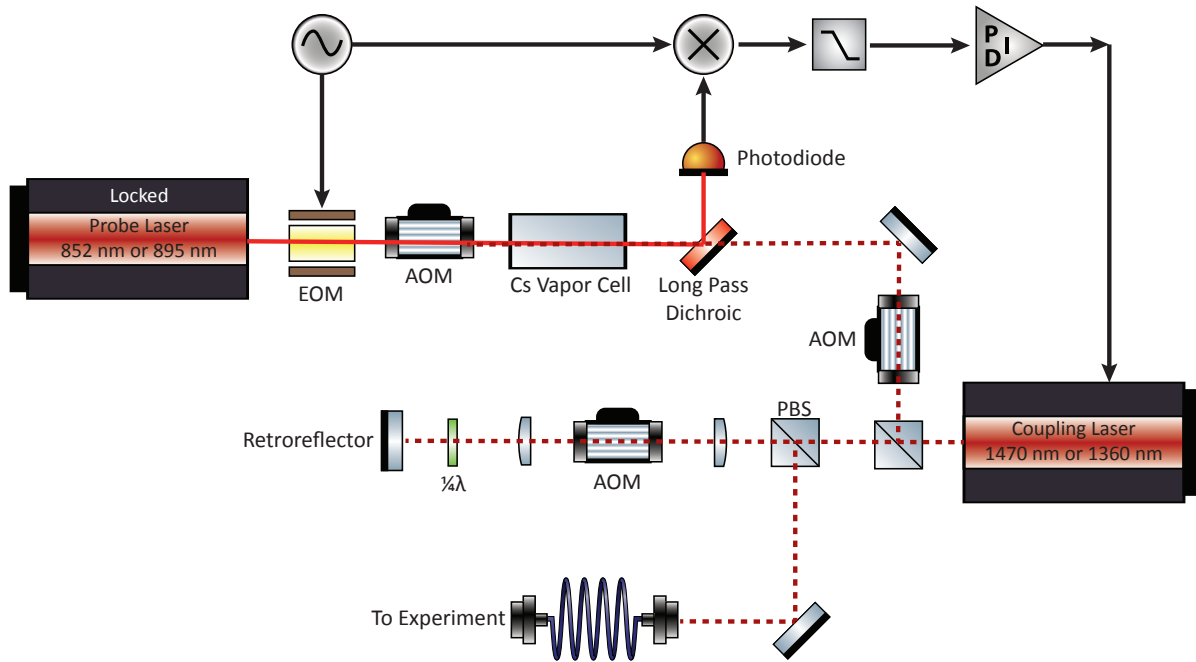 P
I
D
Photodiode
Locked
Probe Laser
852 nm or 895 nm
EOM
AOM
Cs Vapor Cell
Long Pass
Dichroic
AOM
PBS
Retroreflector
¼λ
AOM
Coupling Laser
1470 nm or 1360 nm
To Experiment